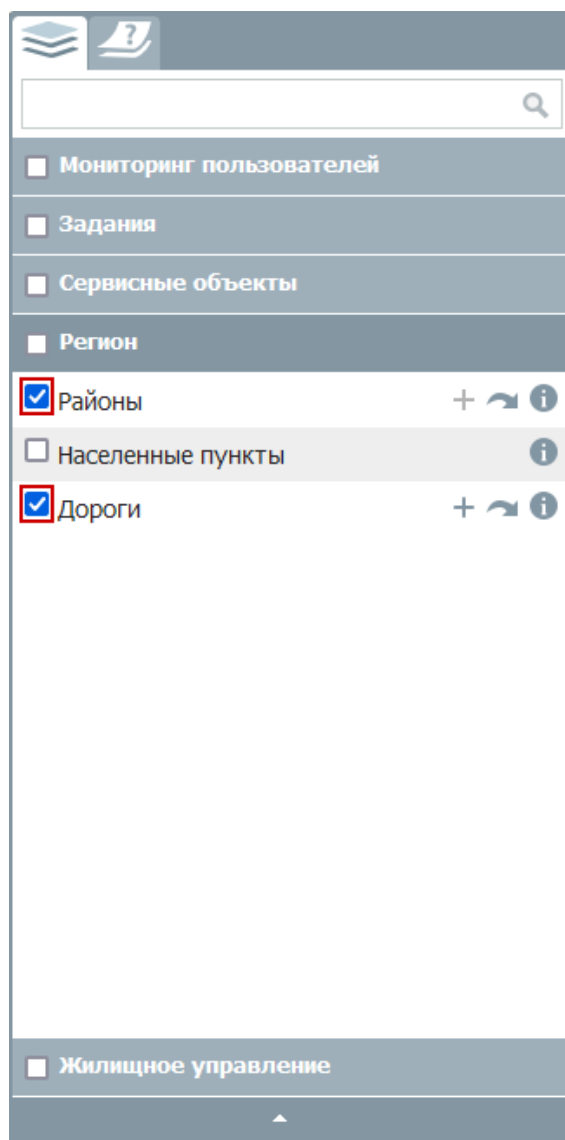 Мониторинг пользователей
Задания
Сервисные объекты
Регион
Районы
Населенные пункты
Дороги
Жилищное управление